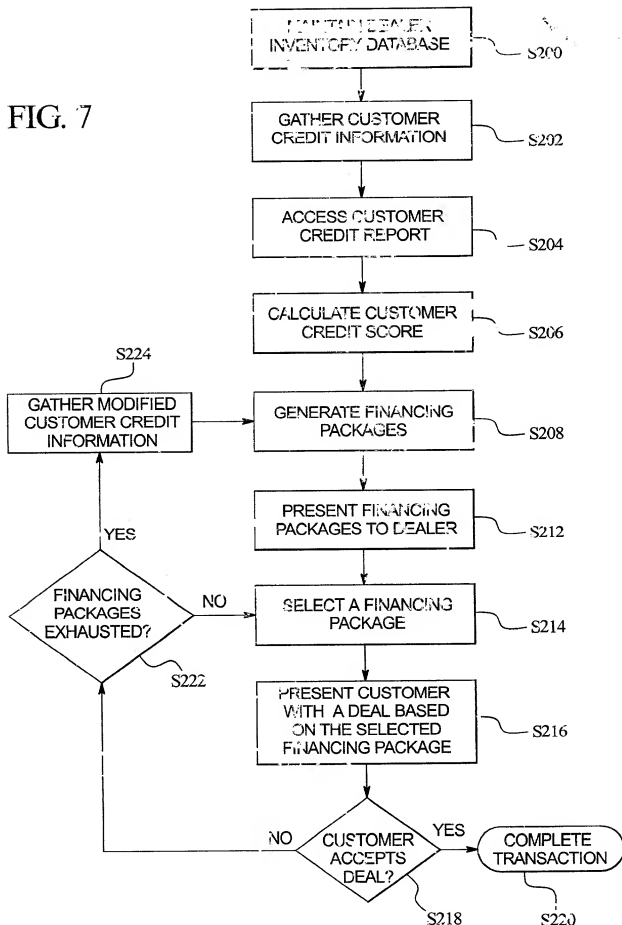 FIG. 7
MAINTAIN DEALER
INVENTORY DATABASE
S200
GATHER CUSTOMER
CREDIT INFORMATION
S202
ACCESS CUSTOMER
CREDIT REPORT
S204
CALCULATE CUSTOMER
CREDIT SCORE
S206
S224
GATHER MODIFIED
CUSTOMER CREDIT
INFORMATION
GENERATE FINANCING
PACKAGES
S208
PRESENT FINANCING
PACKAGES TO DEALER
S212
YES
FINANCING
PACKAGES
EXHAUSTED?
NO
S222
SELECT A FINANCING
PACKAGE
S214
PRESENT CUSTOMER
WITH A DEAL BASED
ON THE SELECTED
FINANCING PACKAGE
S216
NO
CUSTOMER
ACCEPTS
DEAL?
YES
S218
COMPLETE
TRANSACTION
S220